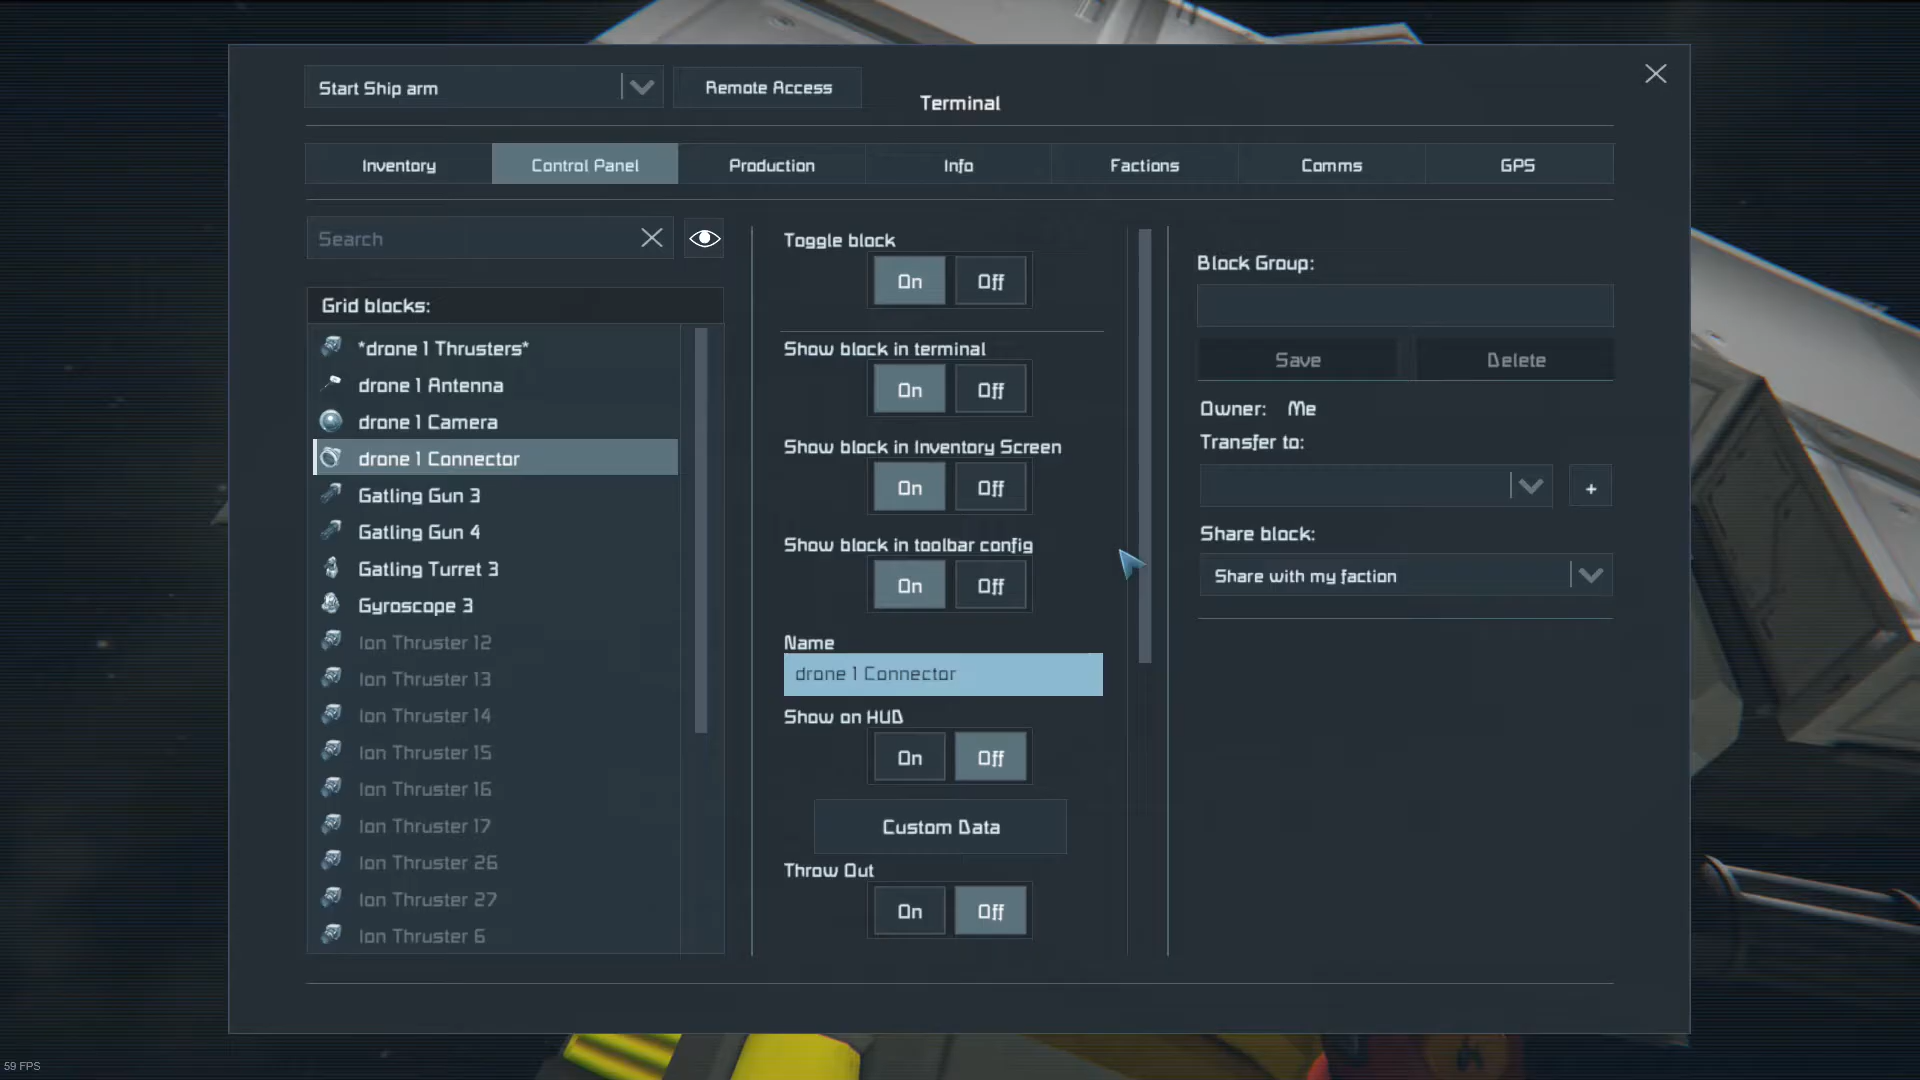 Start Ship arm
Remote Access
Terminal
Inventory
Control Panel
Production
Info
Factions
Comms
GPS
Search
Grid blocks:
*drone 1 Thrusters*
drone 1 Antenna
drone 1 Camera
drone 1 Connector
Gatling Gun 3
Gatling Gun 4
Gatling Turret 3
Gyroscope 3
Ion Thruster 12
Ion Thruster 13
Ion Thruster 14
Ion Thruster 15
Ion Thruster 16
Ion Thruster 17
Ion Thruster 26
Ion Thruster 27
Ion Thruster 6
Toggle block
On Off
Show block in terminal
On Off
Show block in Inventory Screen
On Off
Show block in toolbar config
On Off
Name
drone 1 Connector
Show on HUD
On Off
Custom Data
Throw Out
On Off
Block Group:
Save Delete
Owner: Me
Transfer to:
+
Share block:
Share with my faction
59 FPS